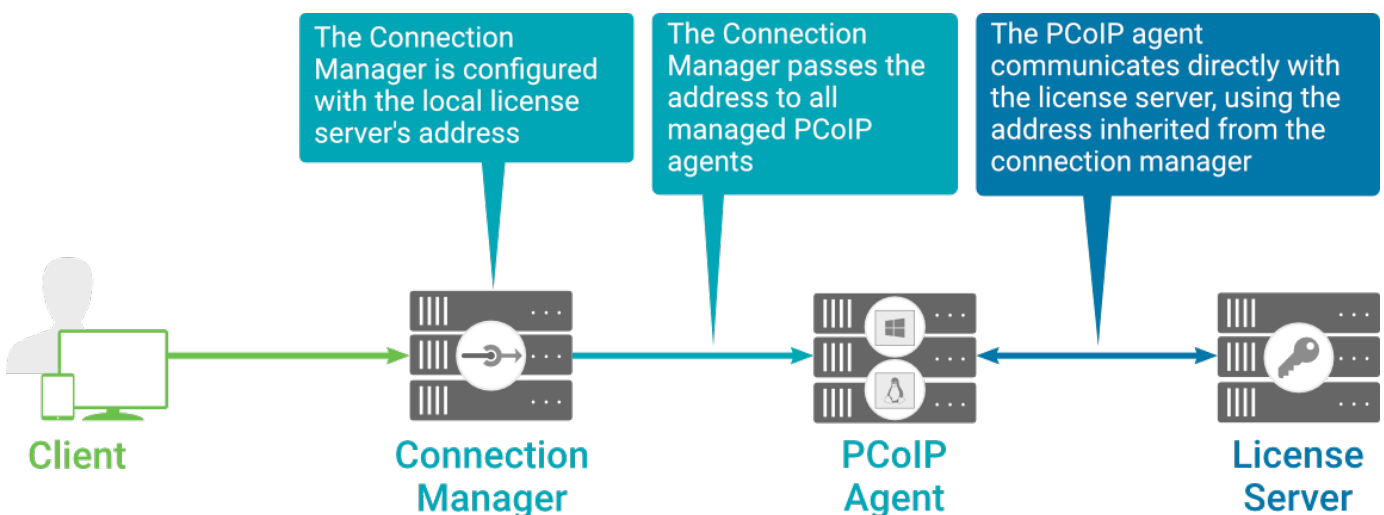 The Connection
Manager is configured
with the local license
server's address
The Connection
Manager passes the
address to all
managed PCoIP
agents
The PCoIP agent
communicates directly with
the license server, using the
address inherited from the
connection manager
Client
Connection
Manager
PCoIP
Agent
License
Server